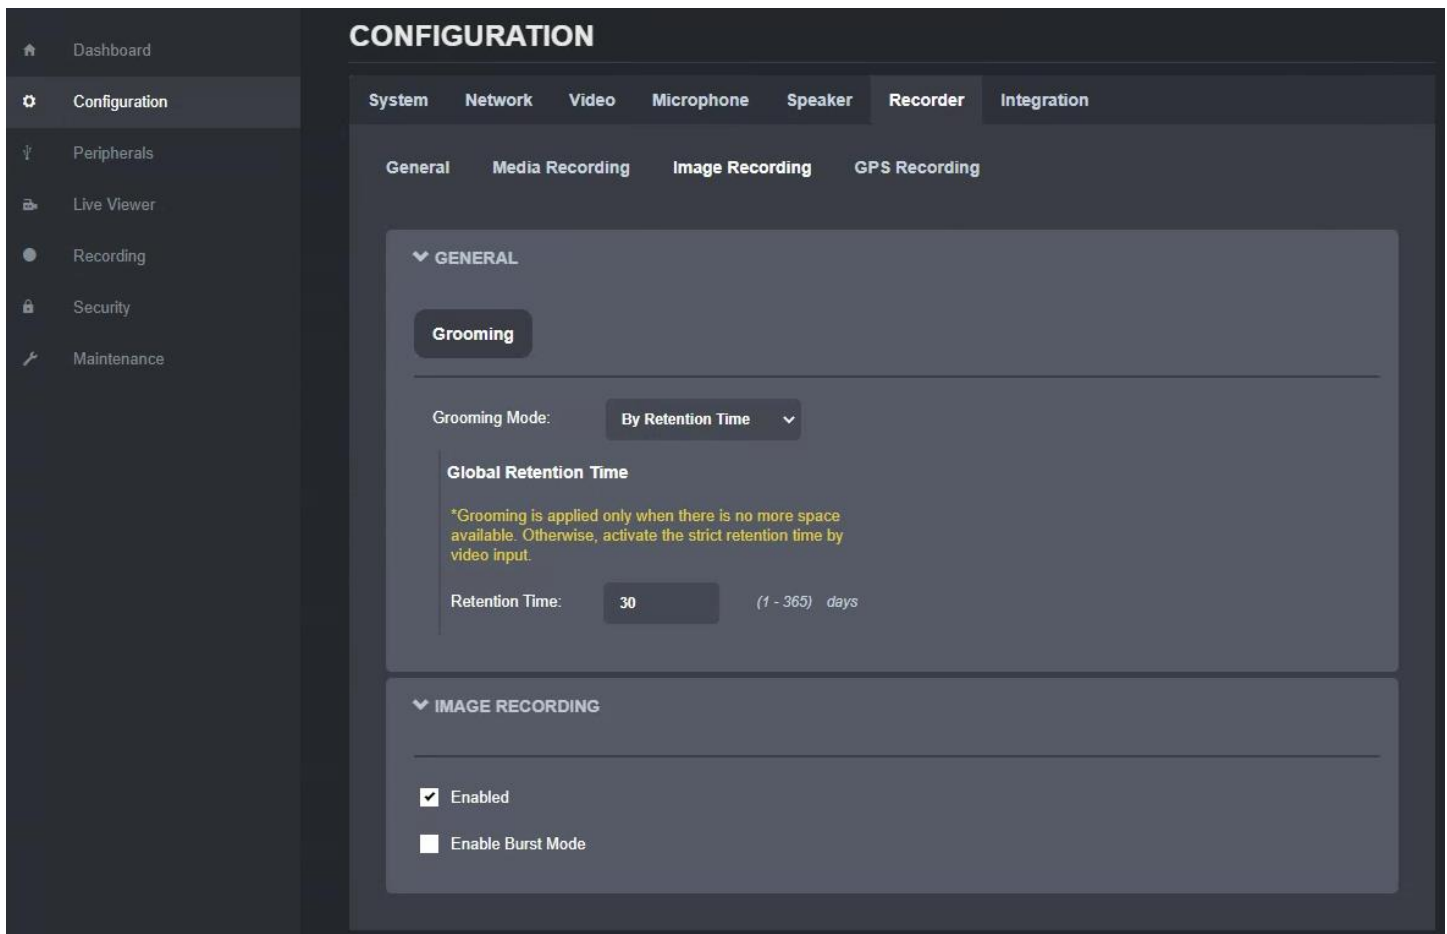 Dashboard
Configuration
Peripherals
Live Viewer
Recording
Security
Maintenance
CONFIGURATION
System Network Video Microphone Speaker Recorder Integration
General Media Recording Image Recording GPS Recording
GENERAL
Grooming
Grooming Mode: By Retention Time
Global Retention Time
*Grooming is applied only when there is no more space
available. Otherwise, activate the strict retention time by
video input.
Retention Time: 30 (1 - 365) days
IMAGE RECORDING
Enabled
Enable Burst Mode